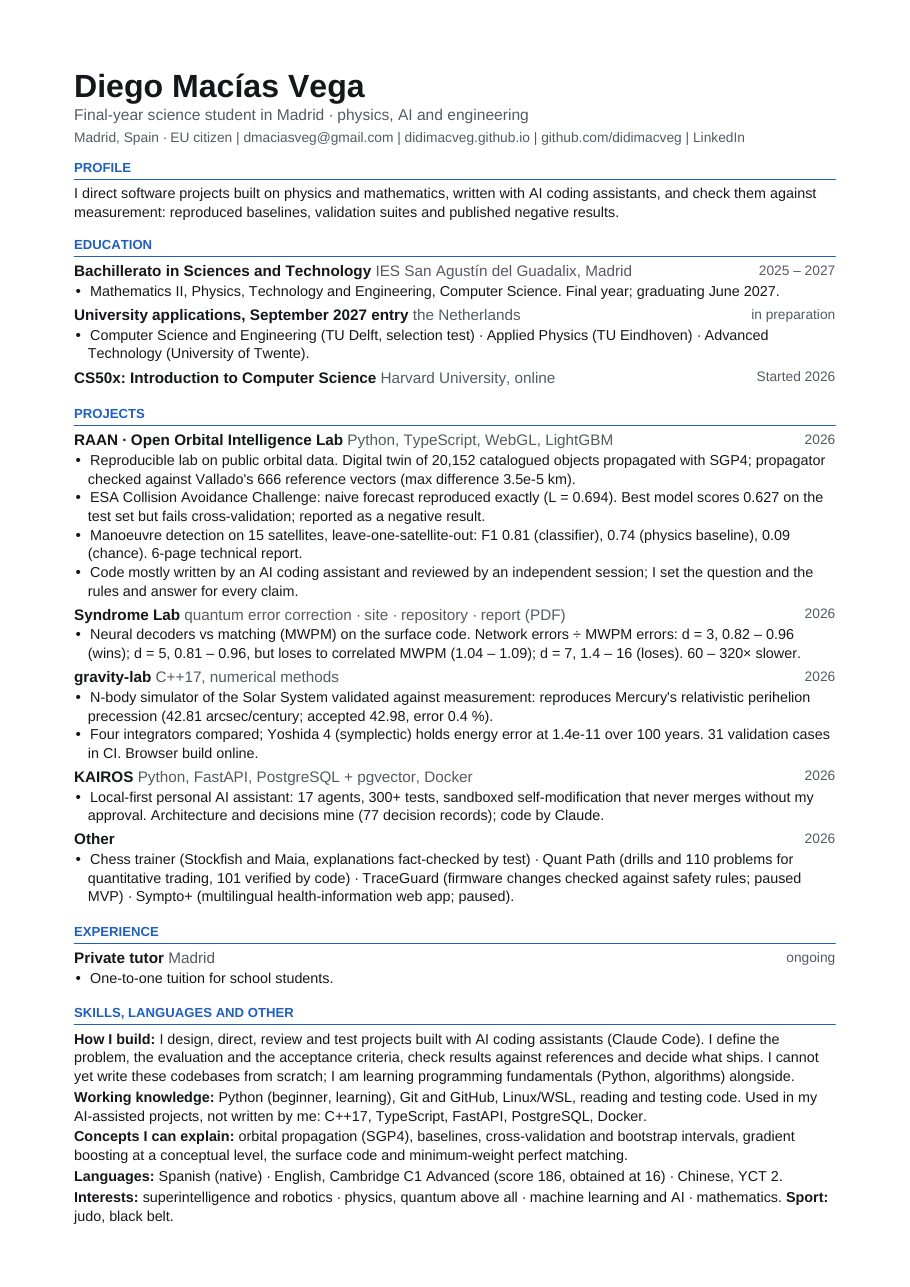 Diego Macías Vega
Final-year science student in Madrid · physics, AI and engineering
Madrid, Spain · EU citizen | dmaciasveg@gmail.com | didimacveg.github.io | github.com/didimacveg | LinkedIn
PROFILE
I direct software projects built on physics and mathematics, written with AI coding assistants, and check them against
measurement: reproduced baselines, validation suites and published negative results.
EDUCATION
Bachillerato in Sciences and Technology IES San Agustín del Guadalix, Madrid 2025 – 2027
• Mathematics II, Physics, Technology and Engineering, Computer Science. Final year; graduating June 2027.
University applications, September 2027 entry the Netherlands in preparation
• Computer Science and Engineering (TU Delft, selection test) · Applied Physics (TU Eindhoven) · Advanced
Technology (University of Twente).
CS50x: Introduction to Computer Science Harvard University, online Started 2026
PROJECTS
RAAN · Open Orbital Intelligence Lab Python, TypeScript, WebGL, LightGBM 2026
• Reproducible lab on public orbital data. Digital twin of 20,152 catalogued objects propagated with SGP4; propagator
checked against Vallado's 666 reference vectors (max difference 3.5e-5 km).
• ESA Collision Avoidance Challenge: naive forecast reproduced exactly (L = 0.694). Best model scores 0.627 on the
test set but fails cross-validation; reported as a negative result.
• Manoeuvre detection on 15 satellites, leave-one-satellite-out: F1 0.81 (classifier), 0.74 (physics baseline), 0.09
(chance). 6-page technical report.
• Code mostly written by an AI coding assistant and reviewed by an independent session; I set the question and the
rules and answer for every claim.
Syndrome Lab quantum error correction · site · repository · report (PDF) 2026
• Neural decoders vs matching (MWPM) on the surface code. Network errors ÷ MWPM errors: d = 3, 0.82 – 0.96
(wins); d = 5, 0.81 – 0.96, but loses to correlated MWPM (1.04 – 1.09); d = 7, 1.4 – 16 (loses). 60 – 320× slower.
gravity-lab C++17, numerical methods 2026
• N-body simulator of the Solar System validated against measurement: reproduces Mercury's relativistic perihelion
precession (42.81 arcsec/century; accepted 42.98, error 0.4 %).
• Four integrators compared; Yoshida 4 (symplectic) holds energy error at 1.4e-11 over 100 years. 31 validation cases
in CI. Browser build online.
KAIROS Python, FastAPI, PostgreSQL + pgvector, Docker 2026
• Local-first personal AI assistant: 17 agents, 300+ tests, sandboxed self-modification that never merges without my
approval. Architecture and decisions mine (77 decision records); code by Claude.
Other 2026
• Chess trainer (Stockfish and Maia, explanations fact-checked by test) · Quant Path (drills and 110 problems for
quantitative trading, 101 verified by code) · TraceGuard (firmware changes checked against safety rules; paused
MVP) · Sympto+ (multilingual health-information web app; paused).
EXPERIENCE
Private tutor Madrid ongoing
• One-to-one tuition for school students.
SKILLS, LANGUAGES AND OTHER
How I build: I design, direct, review and test projects built with AI coding assistants (Claude Code). I define the
problem, the evaluation and the acceptance criteria, check results against references and decide what ships. I cannot
yet write these codebases from scratch; I am learning programming fundamentals (Python, algorithms) alongside.
Working knowledge: Python (beginner, learning), Git and GitHub, Linux/WSL, reading and testing code. Used in my
AI-assisted projects, not written by me: C++17, TypeScript, FastAPI, PostgreSQL, Docker.
Concepts I can explain: orbital propagation (SGP4), baselines, cross-validation and bootstrap intervals, gradient
boosting at a conceptual level, the surface code and minimum-weight perfect matching.
Languages: Spanish (native) · English, Cambridge C1 Advanced (score 186, obtained at 16) · Chinese, YCT 2.
Interests: superintelligence and robotics · physics, quantum above all · machine learning and AI · mathematics. Sport:
judo, black belt.